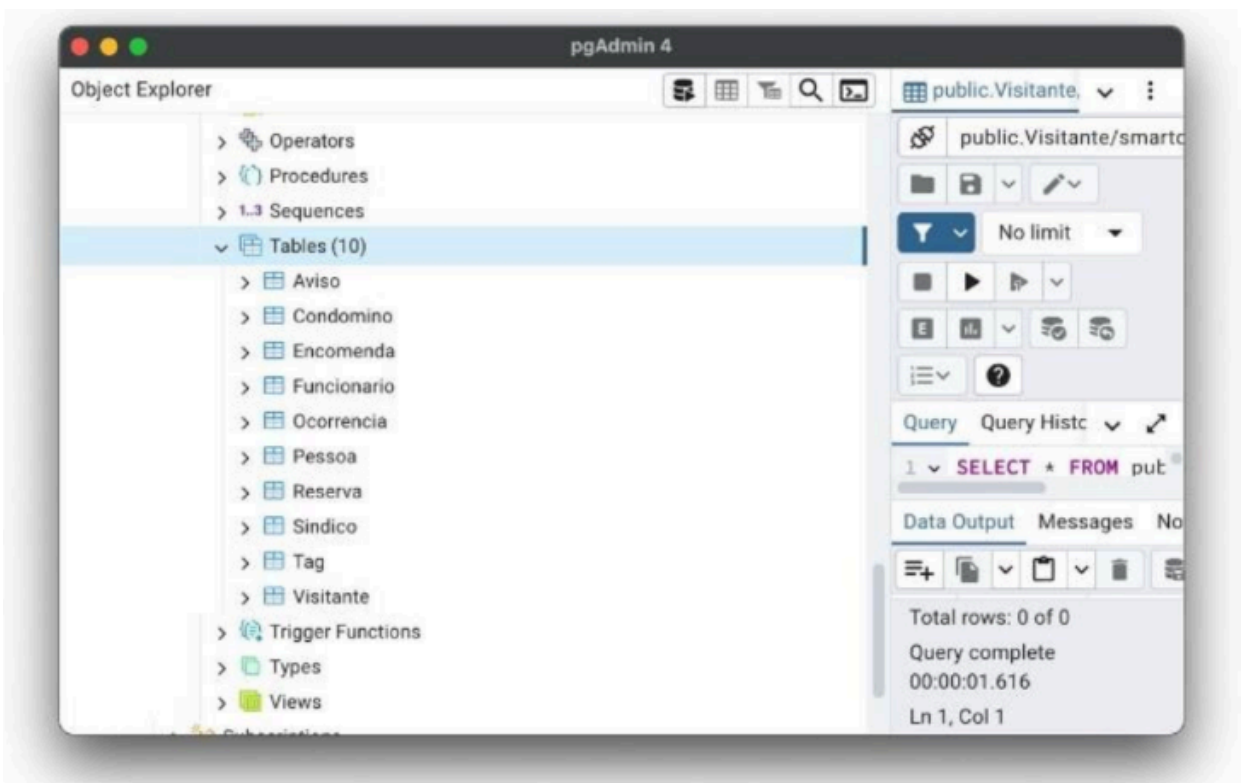 pgAdmin 4
Object Explorer
Operators
Procedures
1..3 Sequences
Tables (10)
Aviso
Condomino
Encomenda
Funcionario
Ocorrencia
Pessoa
Reserva
Sindico
Tag
Visitante
Trigger Functions
Types
Views
Subscriptions
public.Visitante,
public.Visitante/smartc
No limit
E
Query Query Histc
1 SELECT * FROM pub
Data Output Messages No
Total rows: 0 of 0
Query complete
00:00:01.616
Ln 1, Col 1